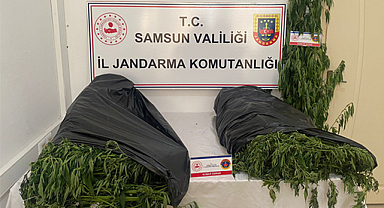 T.C.
SAMSUN VALİLİĞİ
İL JANDARMA KOMUTANLIĞI